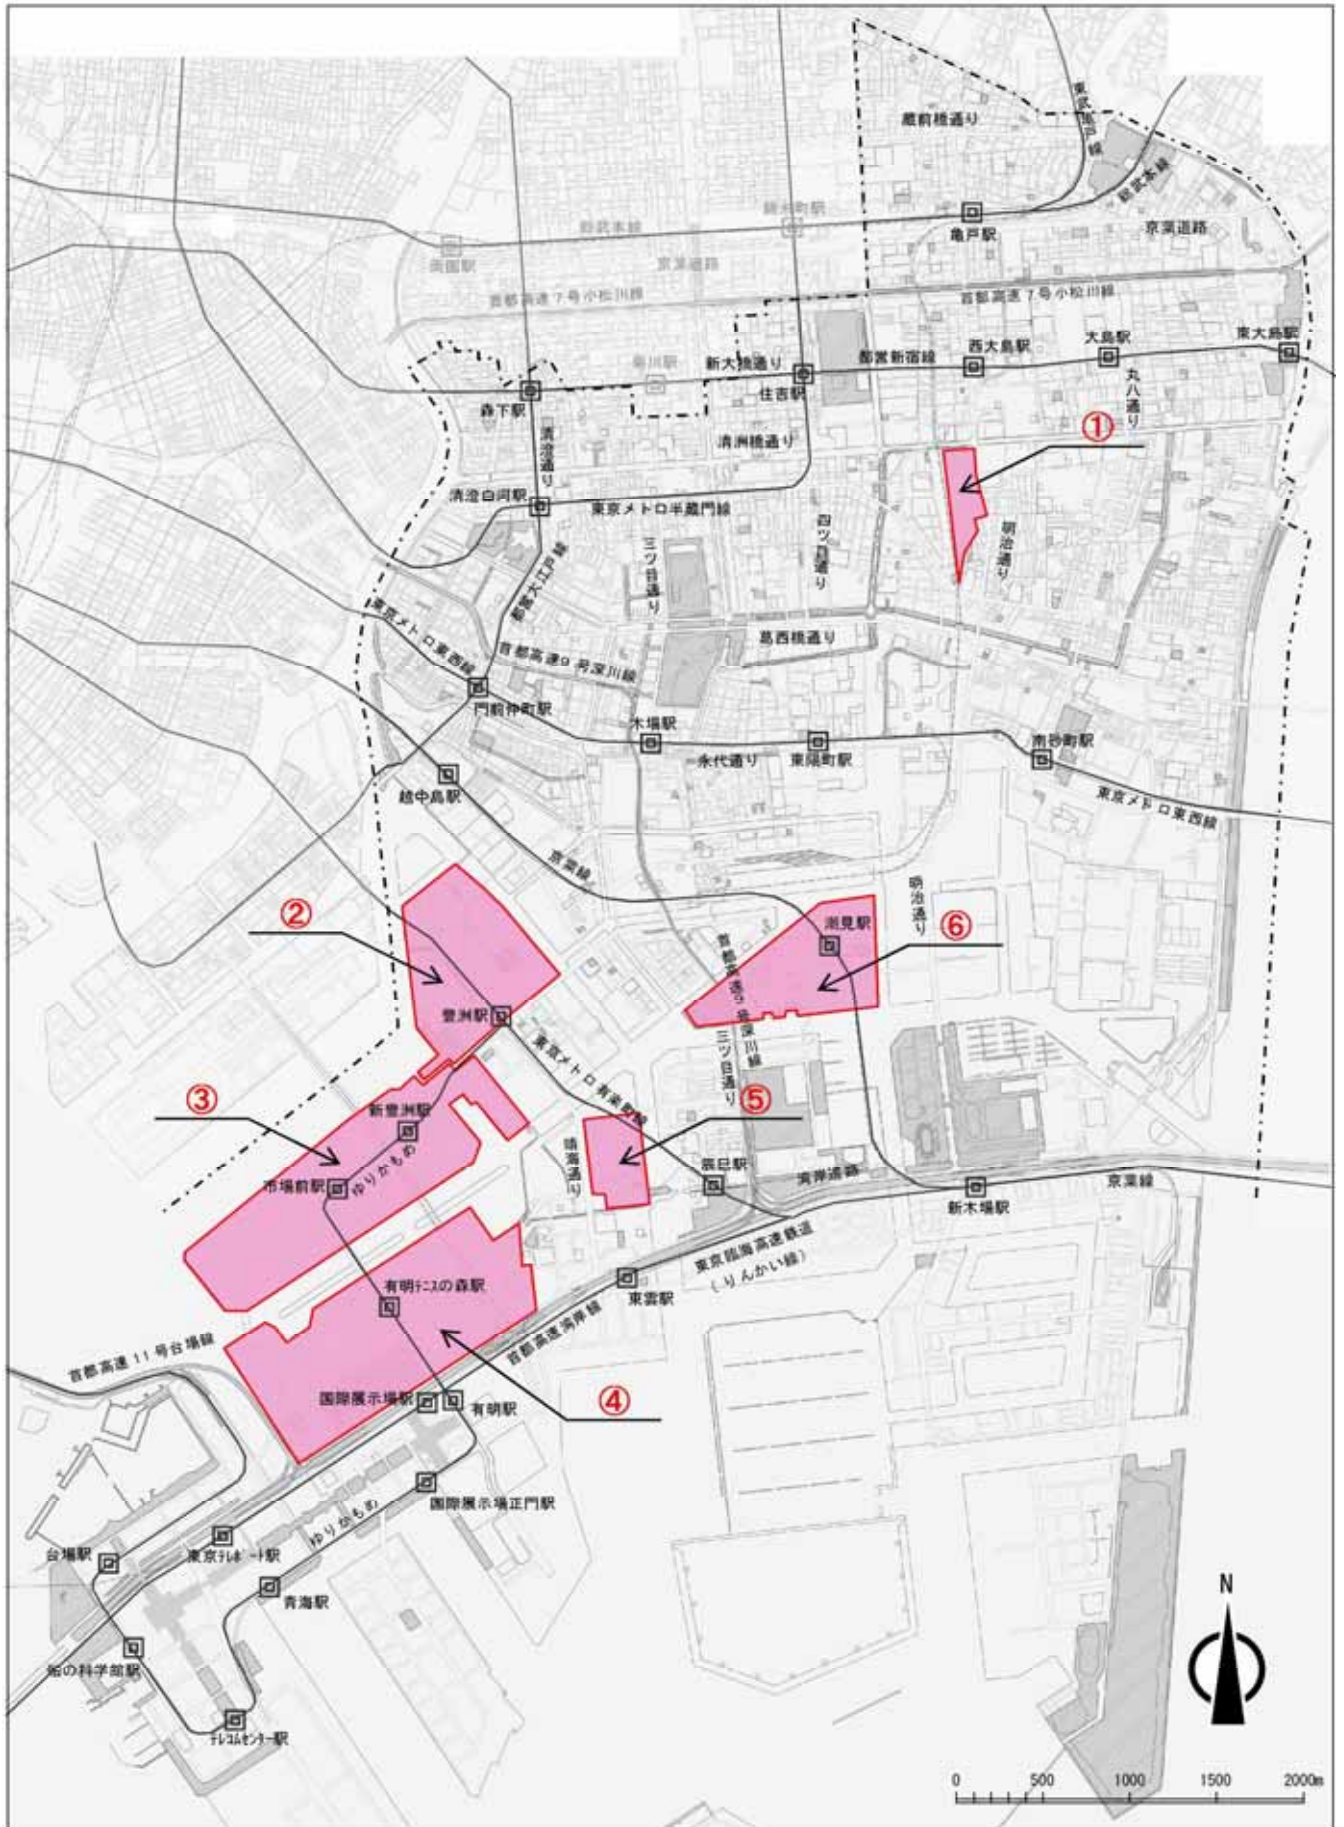 蔵前橋通り
東武亀戸線
総武本線
錦糸町駅
亀戸駅
京葉道路
総武本線
両国駅
京葉道路
首都高速7号小松川線
首都高速7号小松川線
東大島駅
大島駅
西大島駅
都営新宿線
新大橋通り
菊川駅
住吉駅
森下駅
丸八通り
①
清洲橋通り
清澄通り
清澄白河駅
東京メトロ半蔵門線
四ツ目通り
三ツ目通り
明治通り
都営大江戸線
東京メトロ東西線
葛西橋通り
首都高速9号深川線
門前仲町駅
木場駅
永代通り
東陽町駅
南砂町駅
越中島駅
東京メトロ東西線
京葉線
明治通り
②
潮見駅
⑥
首都高速9号深川線
豊洲駅
東京メトロ有楽町線
三ツ目通り
③
新豊洲駅
⑤
晴海通り
ゆりかもめ
市場前駅
辰巳駅
湾岸道路
京葉線
新木場駅
東京臨海高速鉄道
(りんかい線)
東雲駅
有明テニスの森駅
首都高速湾岸線
首都高速11号台場線
④
国際展示場駅
有明駅
国際展示場正門駅
ゆりかもめ
台場駅
東京テレポート駅
青海駅
船の科学館駅
テレコムセンター駅
N
0 500 1000 1500 2000m